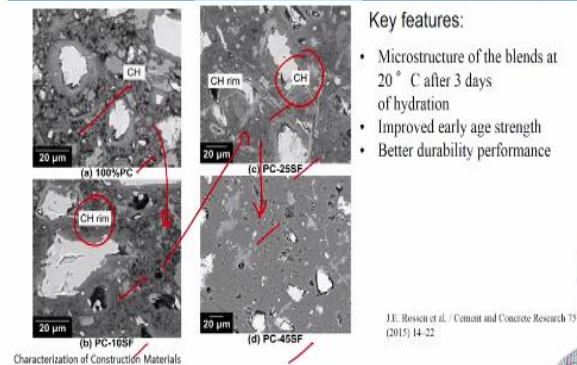 CH
20 µm
(a) 100%PC
CH rim
CH
20 µm
(c) PC-25SF
CH rim
20 µm
(b) PC-10SF
20 µm
(d) PC-45SF
Characterization of Construction Materials
Key features:
• Microstructure of the blends at
20° C after 3 days
of hydration
• Improved early age strength
• Better durability performance
J.E. Rossen et al. / Cement and Concrete Research 75
(2015) 14–22